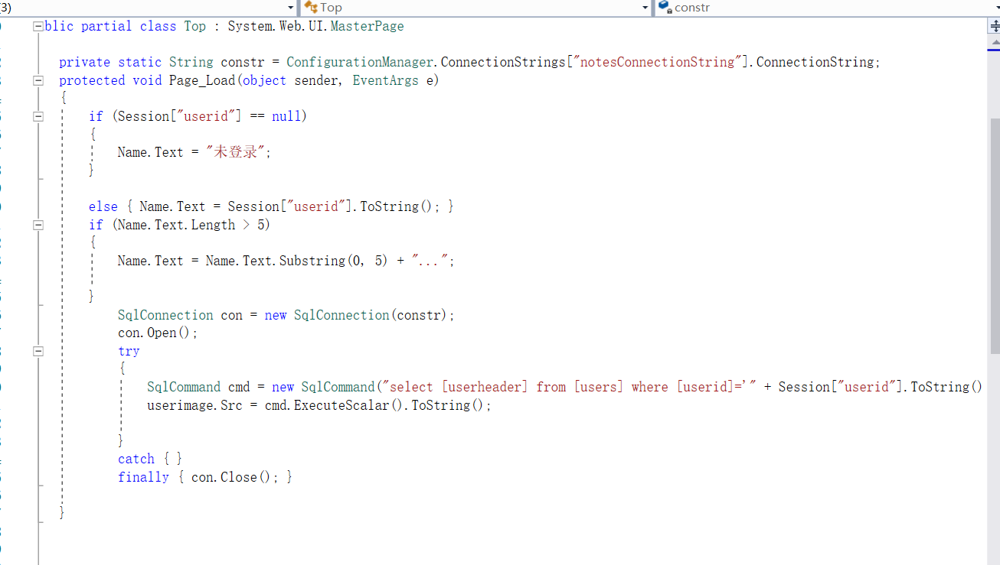 3) Top constr
blic partial class Top : System.Web.UI.MasterPage
private static String constr = ConfigurationManager.ConnectionStrings["notesConnectionString"].ConnectionString;
protected void Page_Load(object sender, EventArgs e)
{
if (Session["userid"] == null)
{
Name.Text = "未登录";
}
else { Name.Text = Session["userid"].ToString(); }
if (Name.Text.Length > 5)
{
Name.Text = Name.Text.Substring(0, 5) + "...";
}
SqlConnection con = new SqlConnection(constr);
con.Open();
try
{
SqlCommand cmd = new SqlCommand("select [userheader] from [users] where [userid]='" + Session["userid"].ToString()
userimage.Src = cmd.ExecuteScalar().ToString();
}
catch { }
finally { con.Close(); }
}